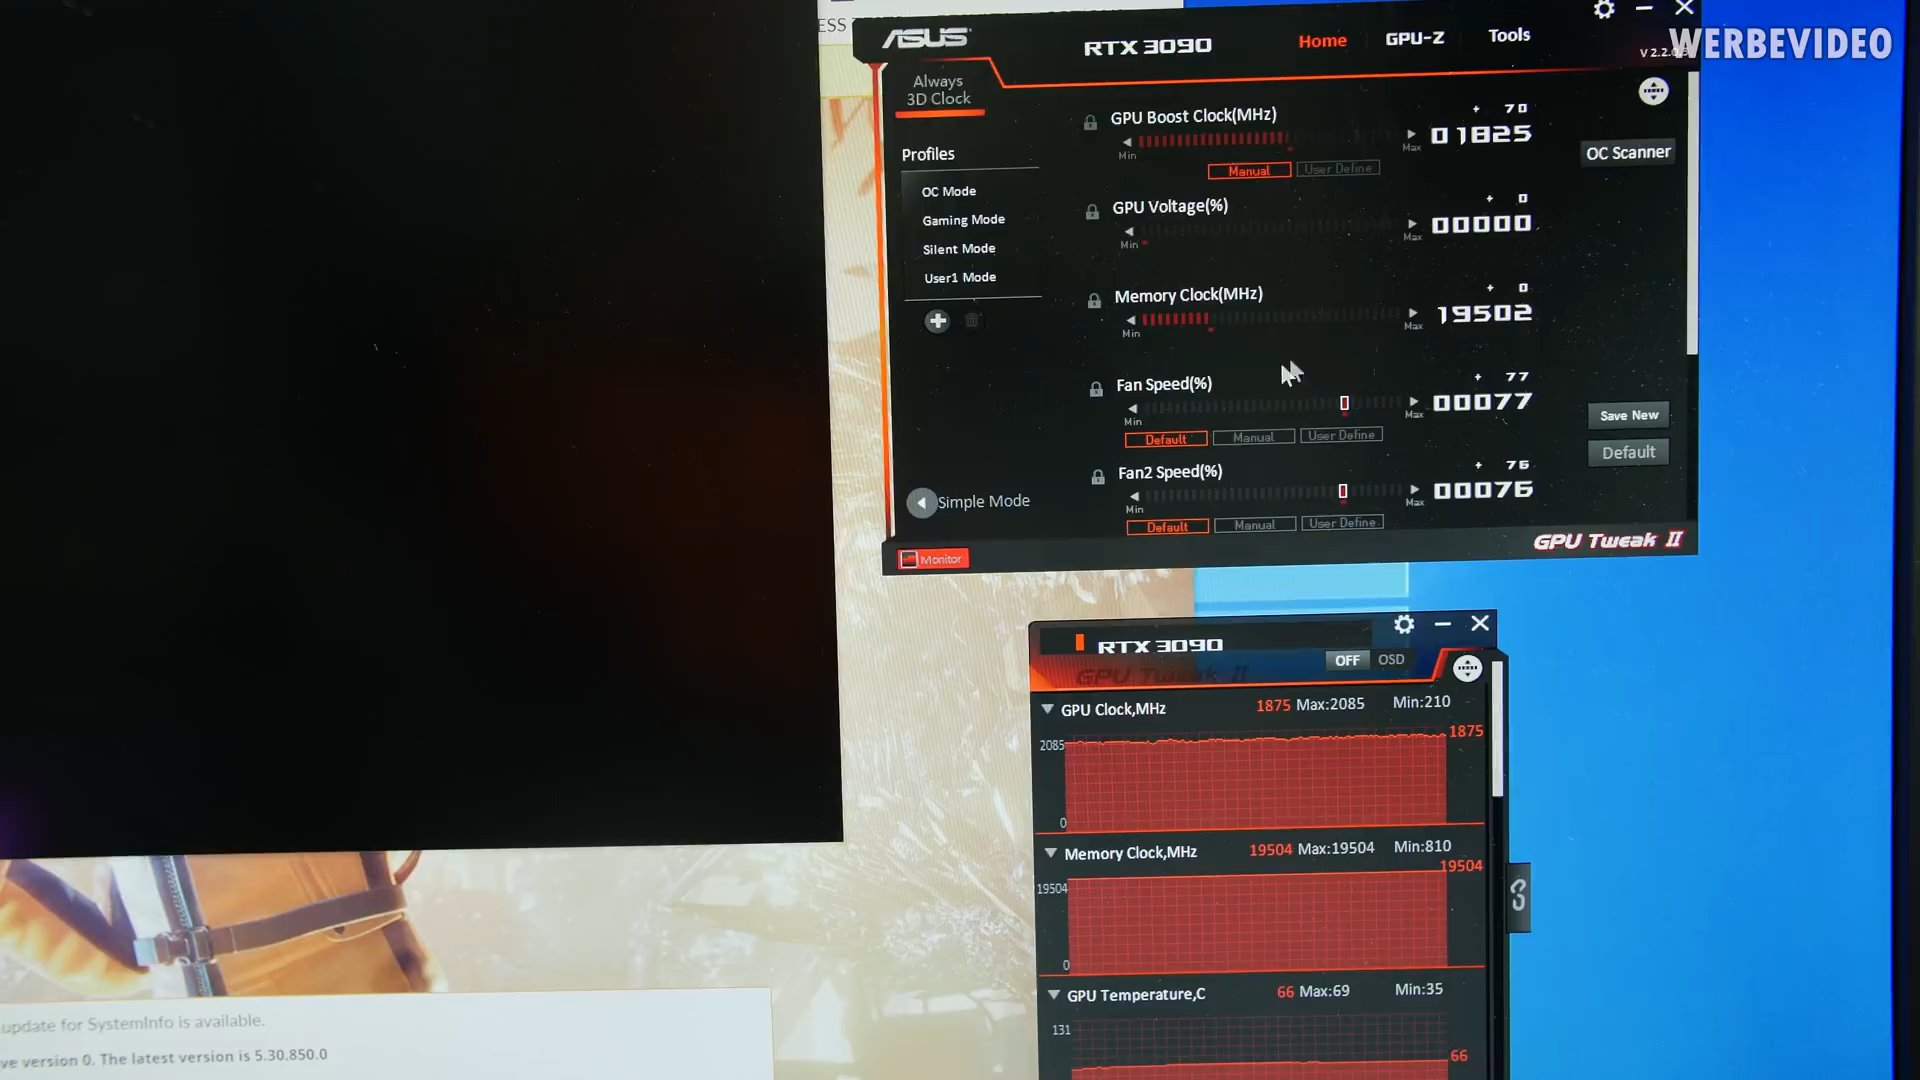 ESS
ASUS
RTX 3090
Home
GPU-Z
Tools
WERBEVIDEO
Always
3D Clock
Profiles
OC Mode
Gaming Mode
Silent Mode
User1 Mode
Simple Mode
Monitor
GPU Boost Clock(MHz)
+ 70
01825
Min
Max
Manual
User Define
OC Scanner
GPU Voltage(%)
+ 0
00000
Min
Max
Memory Clock(MHz)
+ 0
19502
Min
Max
Fan Speed(%)
+ 77
00077
Min
Max
Default
Manual
User Define
Save New
Default
Fan2 Speed(%)
+ 76
00076
Min
Max
Default
Manual
User Define
GPU Tweak II
RTX 3090
OFF OSD
GPU Tweak II
GPU Clock,MHz 1875 Max:2085 Min:210
1875
2085
0
Memory Clock,MHz 19504 Max:19504 Min:810
19504
19504
0
GPU Temperature,C 66 Max:69 Min:35
131
66
update for SystemInfo is available.
ve version 0. The latest version is 5.30.850.0